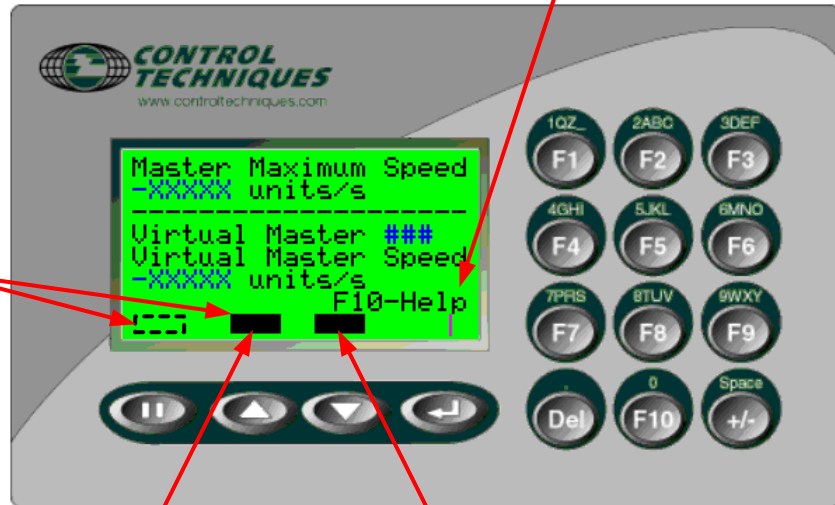 CONTROL
TECHNIQUES
www.controltechniques.com
Master Maximum Speed
-XXXXX units/s
---------------------
Virtual Master ###
Virtual Master Speed
-XXXXX units/s
F10-Help
1QZ_ 2ABC 3DEF
F1 F2 F3
4GHI 5JKL 6MNO
F4 F5 F6
7PRS 8TUV 9WXY
F7 F8 F9
. 0 Space
Del F10 +/-